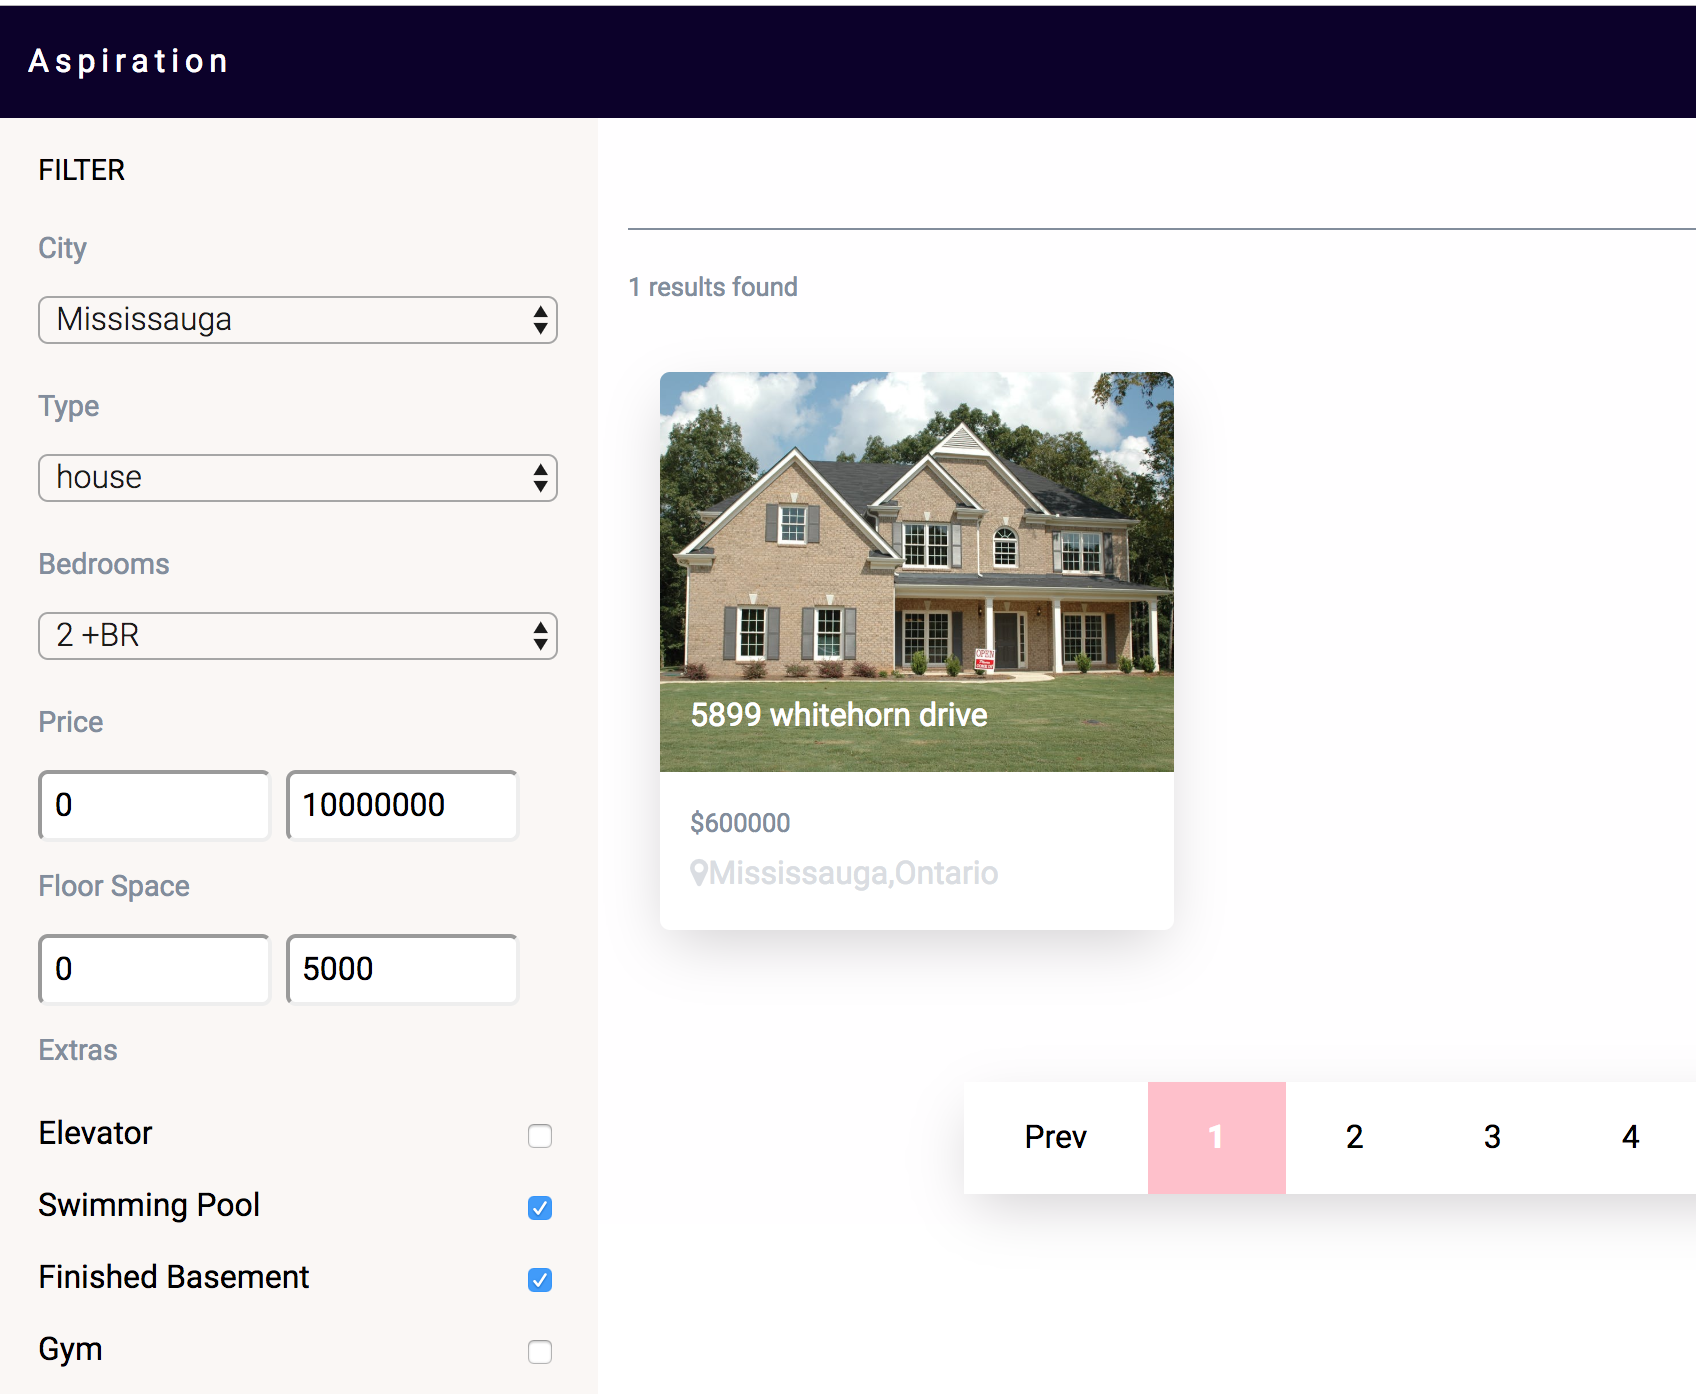 Aspiration
FILTER
City
Mississauga
Type
house
Bedrooms
2 +BR
Price
0 10000000
Floor Space
0 5000
Extras
Elevator
Swimming Pool
Finished Basement
Gym
1 results found
OPEN
5899 whitehorn drive
$600000
Mississauga,Ontario
Prev 1 2 3 4